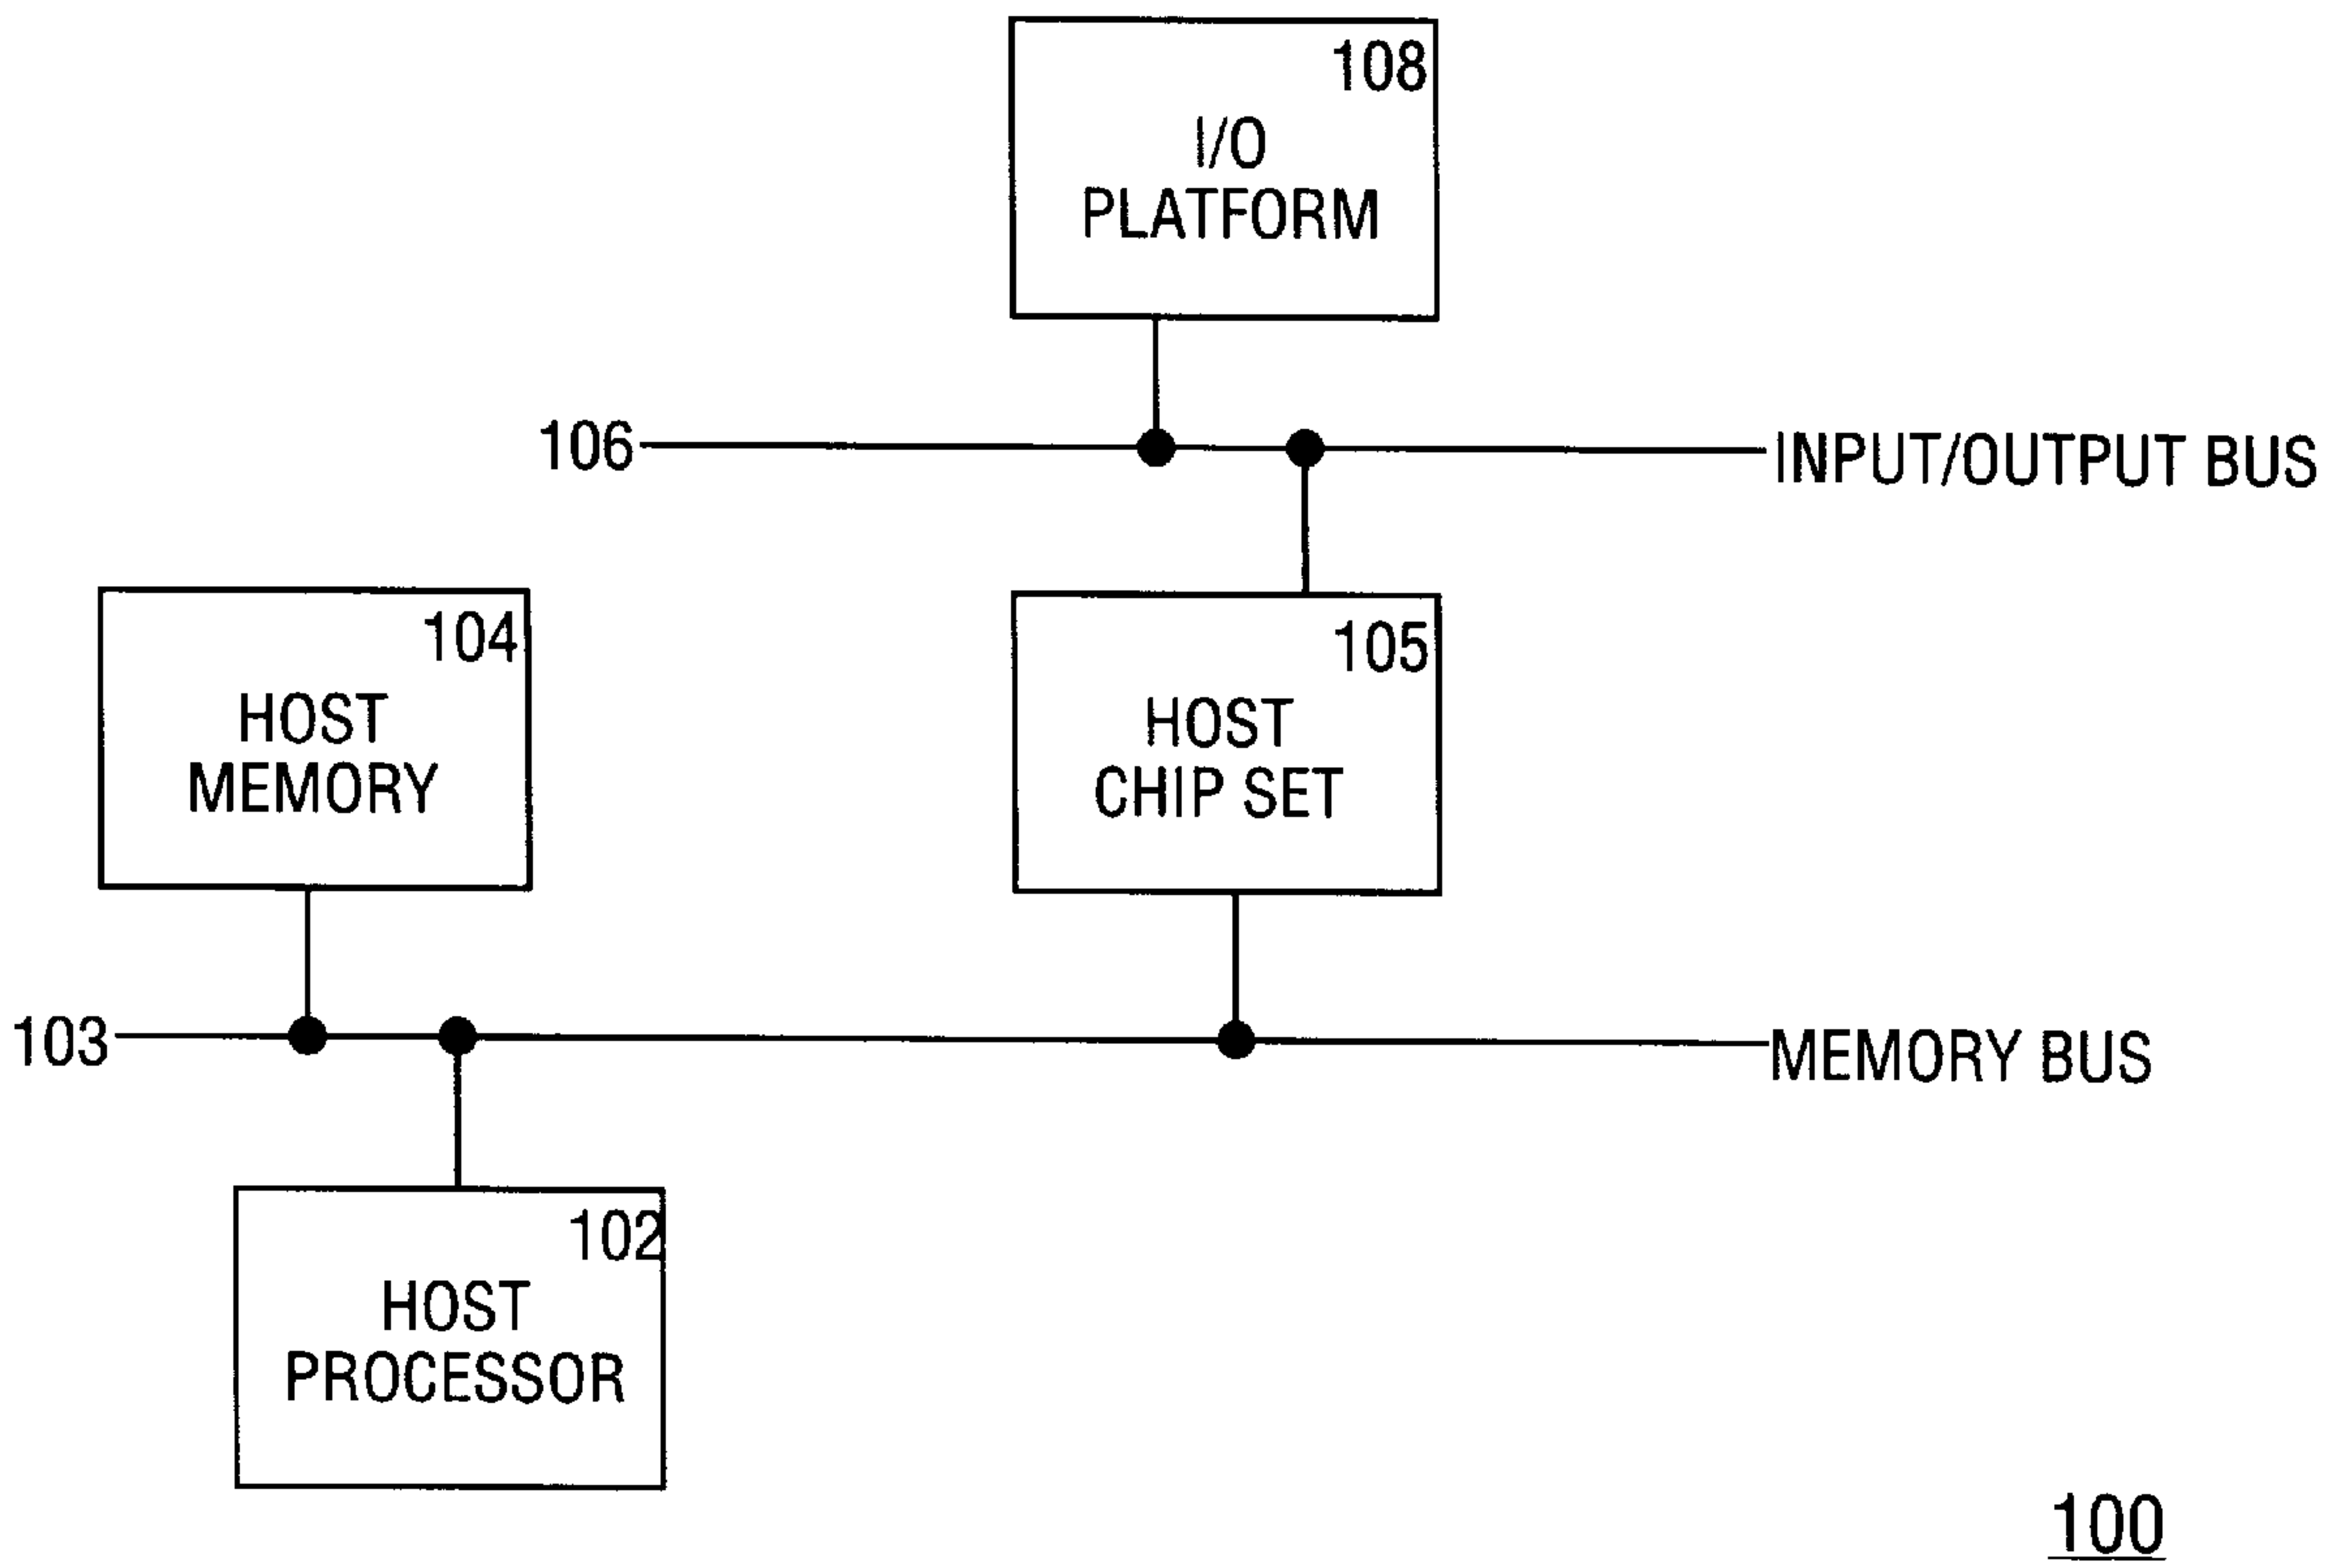 108
I/O
PLATFORM
106
INPUT/OUTPUT BUS
104
HOST
MEMORY
105
HOST
CHIP SET
103
MEMORY BUS
102
HOST
PROCESSOR
100